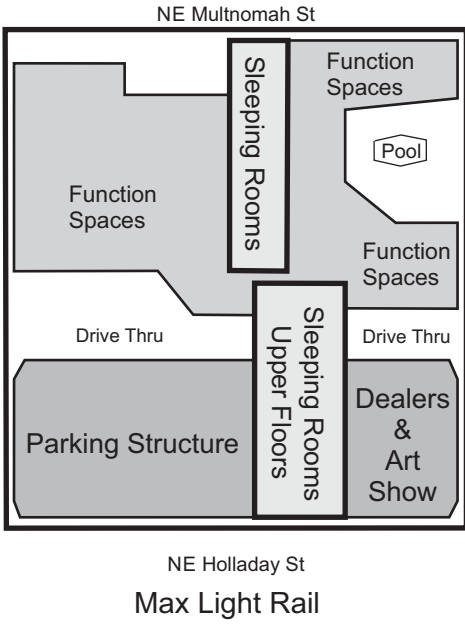 NE Multnomah St
Function
Spaces
Sleeping Rooms
Pool
Function
Spaces
Function
Spaces
Drive Thru
Drive Thru
Sleeping Rooms
Upper Floors
Parking Structure
Dealers
&
Art
Show
NE Holladay St
Max Light Rail